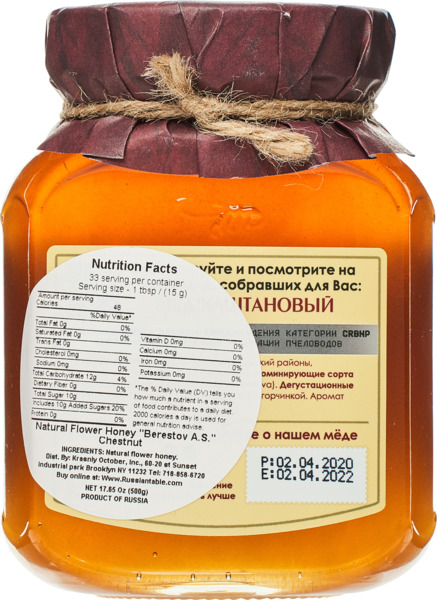 уйте и посмотрите на
собравших для Вас:
ШТАНОВЫЙ
ДЕНИЯ КАТЕГОРИИ СВВНР
АЦИИ ПЧЕЛОВОДОВ
кий районы.
оминирующие сорта
va). Дегустационные
горчинкой. Аромат
е о нашем мёде
P:02.04.2020
E:02.04.2022
ение
в лучше
Nutrition Facts
33 serving per container
Serving size - 1 tbsp / (15 g)
Amount per serving
Calories 48
%Daily Value*
Total Fat 0g 0%
Saturated Fat 0g 0%
Trans Fat 0g
Cholesterol 0mg 0%
Sodium 0mg 0%
Total Carbohydrate 12g 4%
Dietary Fiber 0g 0%
Total Sugar 10g
Includes 10g Added Sugars 20%
Protein 0g 0%
Vitamin D 0mg 0%
Calcium 0mg 0%
Iron 0mg 0%
Potassium 0mg 0%
*The % Daily Value (DV) tells you
how much a nutrient in a serving
of food contributes to a daily diet.
2000 calories a day is used for
general nutrition advise.
Natural Flower Honey "Berestov A.S."
Chestnut
INGREDIENTS: Natural flower honey.
Dist. By: Krasniy October, Inc., 60-20 st Sunset
industrial park Brooklyn NY 11232 Tel: 718-858-6720
Buy online at: Www.Russiantable.com
NET 17.65 Oz (500g)
PRODUCT OF RUSSIA